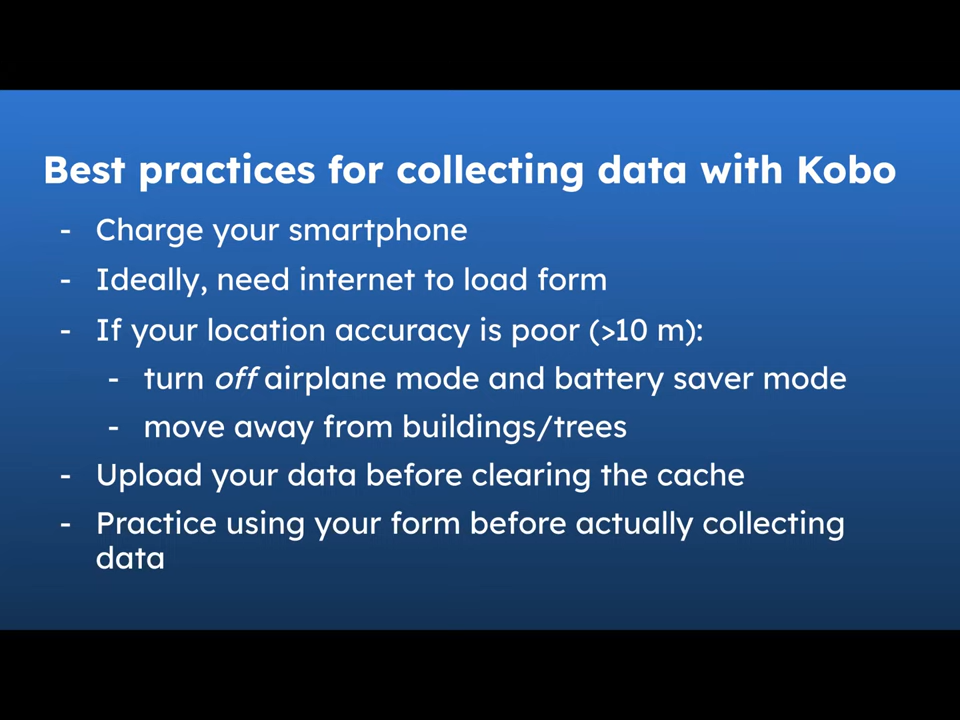 Best practices for collecting data with Kobo
- Charge your smartphone
- Ideally, need internet to load form
- If your location accuracy is poor (>10 m):
- turn off airplane mode and battery saver mode
- move away from buildings/trees
- Upload your data before clearing the cache
- Practice using your form before actually collecting
data